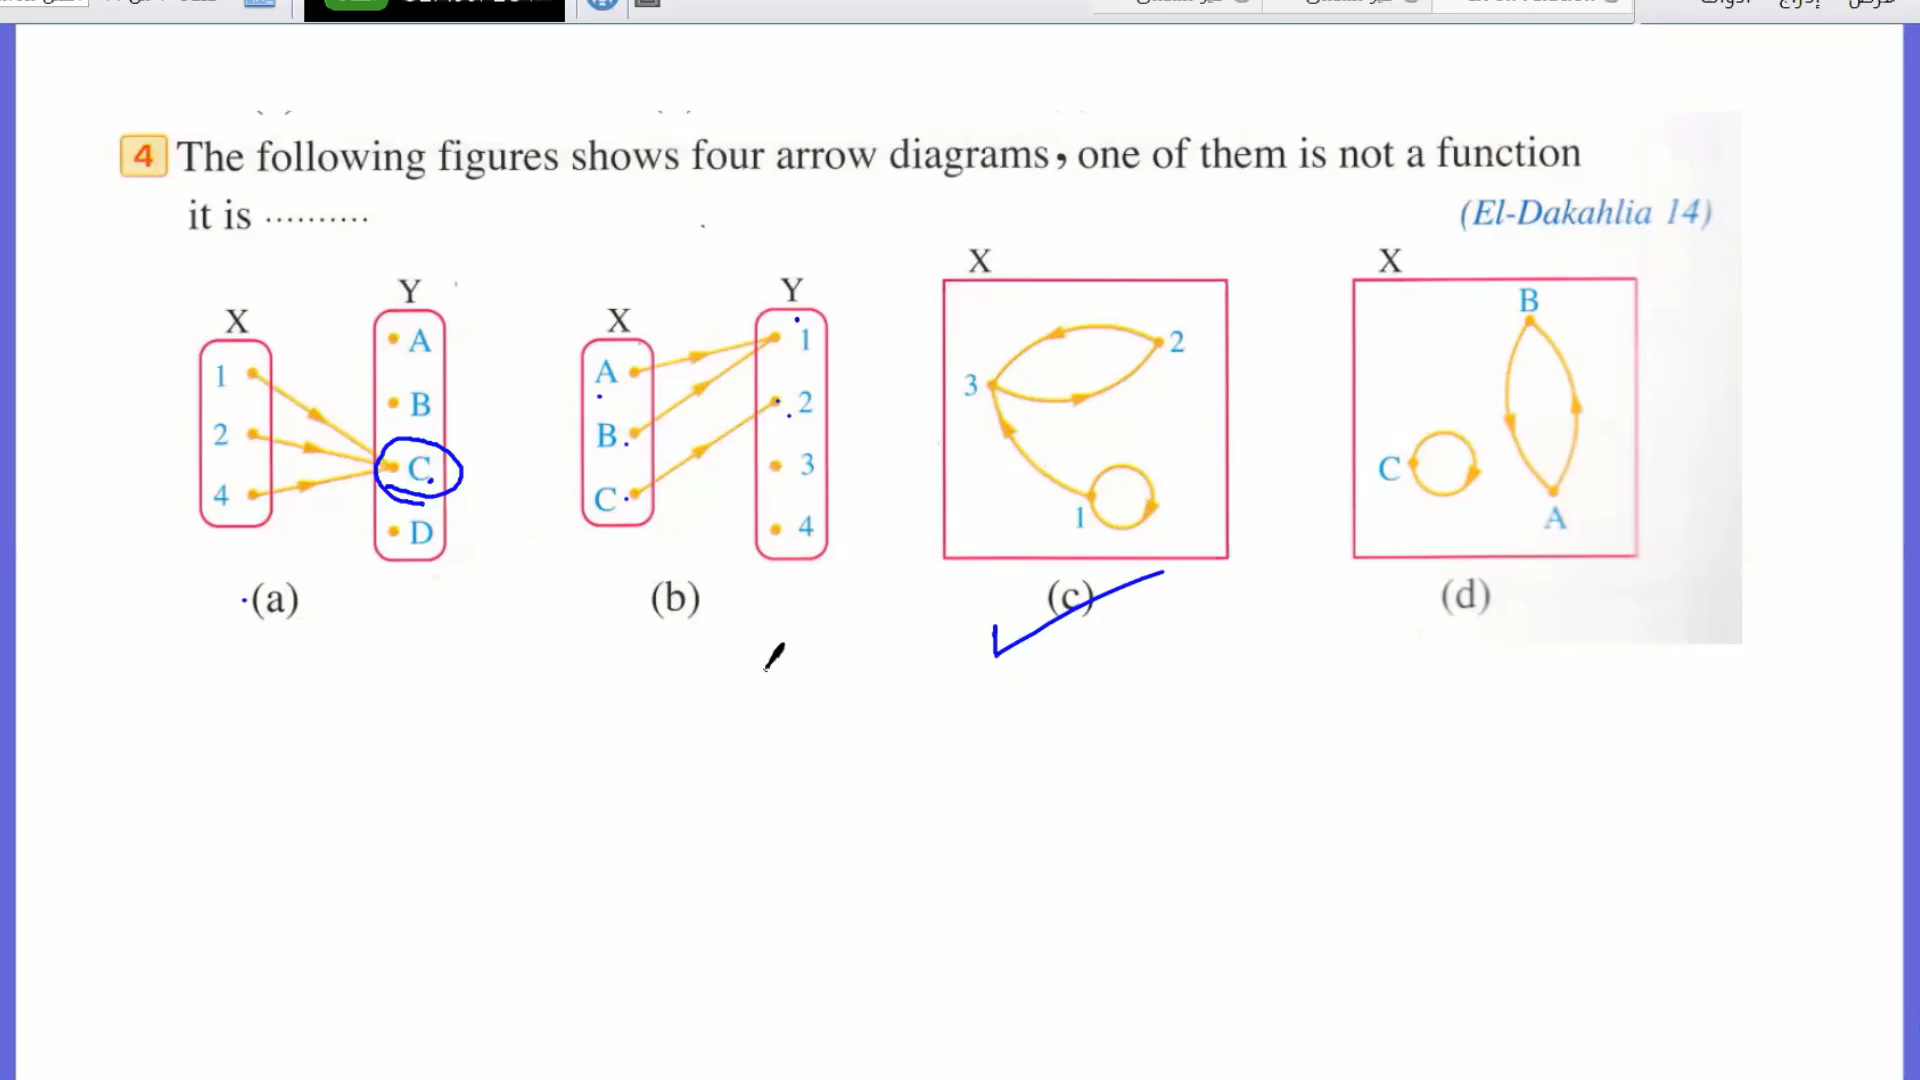 4 The following figures shows four arrow diagrams, one of them is not a function
it is ..........
(El-Dakahlia 14)
X
Y
1
2
4
A
B
C
D
(a)
X
Y
A
B
C
1
2
3
4
(b)
X
3
2
1
(c)
X
B
C
A
(d)